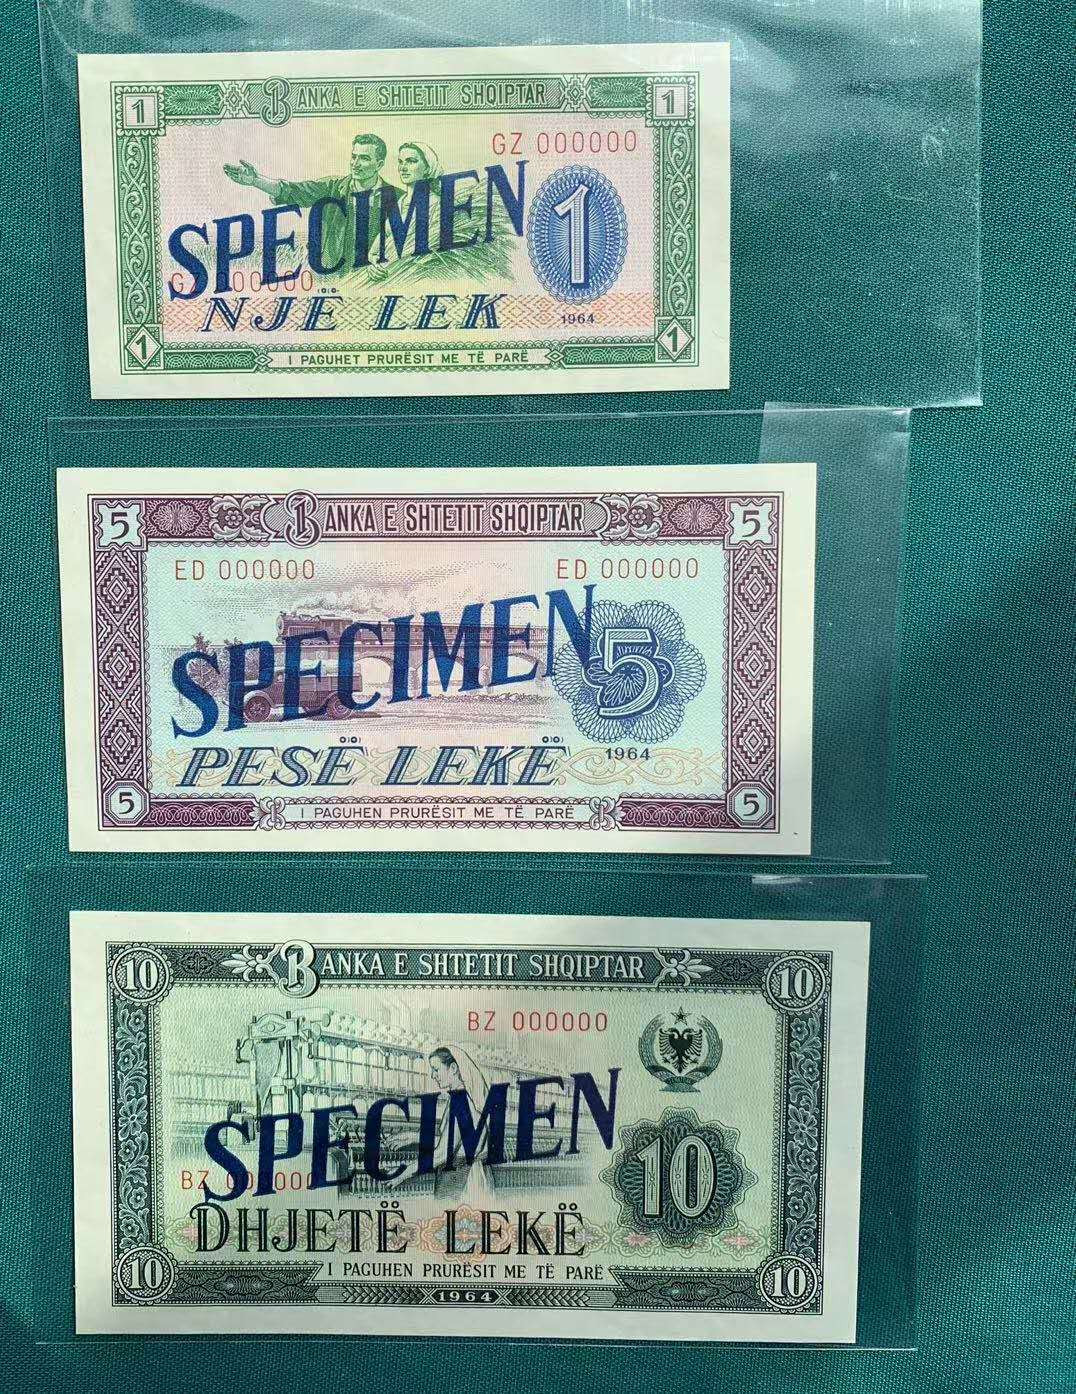 1 BANKA E SHTETIT SHQIPTAR 1
GZ 000000
SPECIMEN
1
GZ 000000
NJË LEK 1964
1 I PAGUHET PRURËSIT ME TË PARË 1
5 BANKA E SHTETIT SHQIPTAR 5
ED 000000 ED 000000
SPECIMEN
5
PESË LEKË 1964
5 I PAGUHEN PRURËSIT ME TË PARË 5
10 BANKA E SHTETIT SHQIPTAR 10
BZ 000000
SPECIMEN
10
BZ 000000
DHJETË LEKË
10 I PAGUHEN PRURËSIT ME TË PARË 10
1964